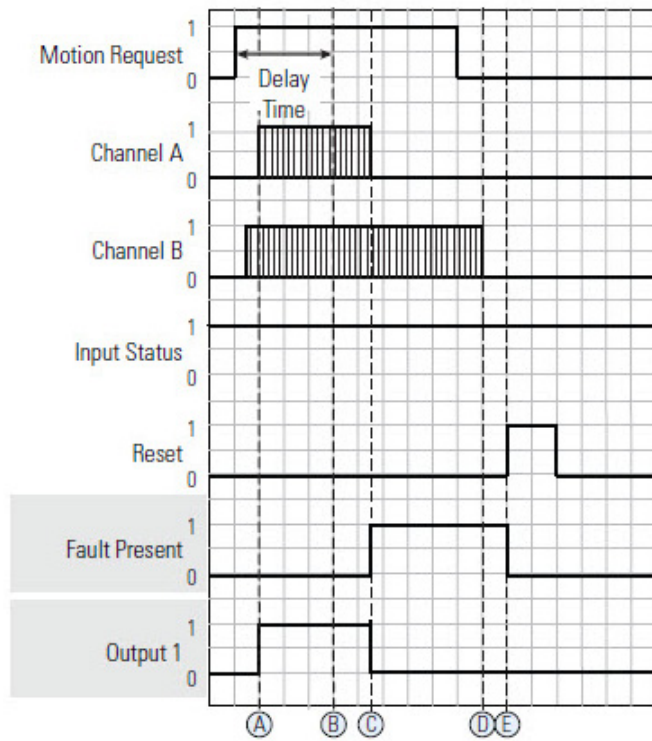 Motion Request
1
0
Delay
Time
Channel A
1
0
Channel B
1
0
Input Status
1
0
Reset
1
0
Fault Present
1
0
Output 1
1
0
A B C D E